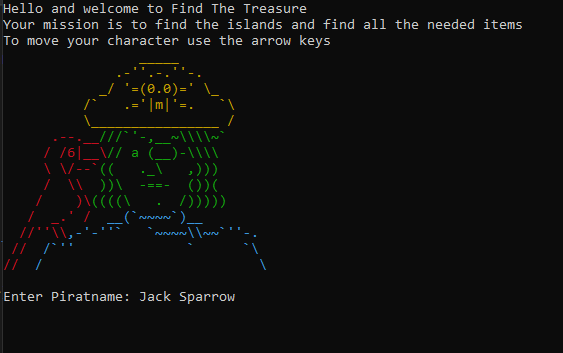 Hello and welcome to Find The Treasure
Your mission is to find the islands and find all the needed items
To move your character use the arrow keys
Enter Piratname: Jack Sparrow